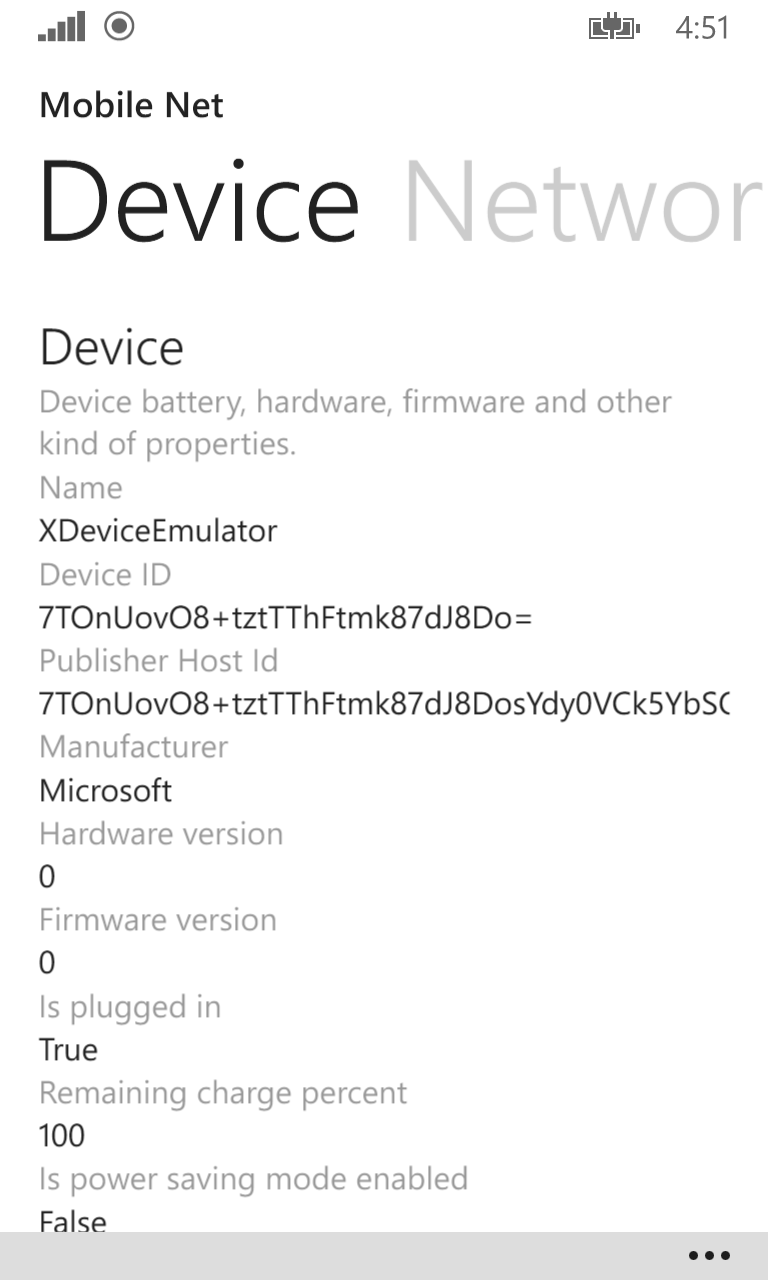 4:51
Mobile Net
Device Networ
Device
Device battery, hardware, firmware and other
kind of properties.
Name
XDeviceEmulator
Device ID
7TOnUovO8+tztTThFtmk87dJ8Do=
Publisher Host Id
7TOnUovO8+tztTThFtmk87dJ8DosYdy0VCk5YbSC
Manufacturer
Microsoft
Hardware version
0
Firmware version
0
Is plugged in
True
Remaining charge percent
100
Is power saving mode enabled
False